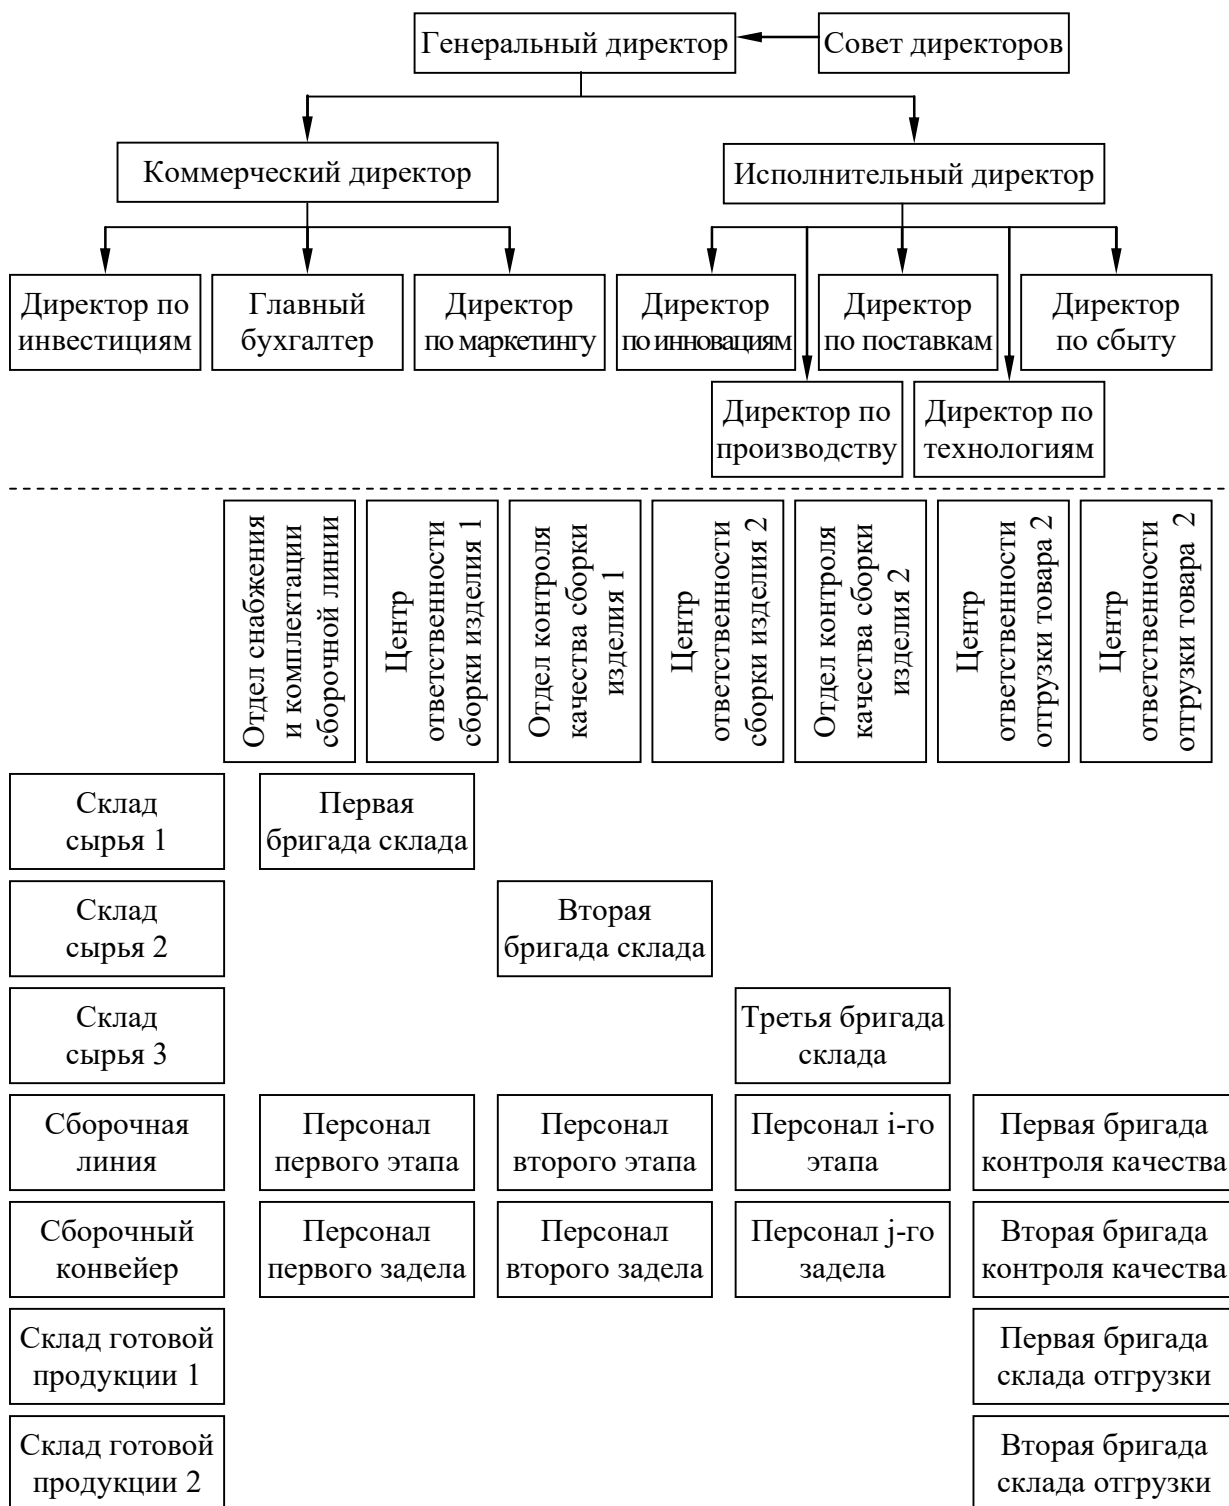 Генеральный директор
Совет директоров
Коммерческий директор
Исполнительный директор
Директор по
инвестициям
Главный
бухгалтер
Директор
по маркетингу
Директор
по инновациям
Директор
по поставкам
Директор
по сбыту
Директор по
производству
Директор по
технологиям
Отдел снабжения
и комплектации
сборочной линии
Центр
ответственности
сборки изделия 1
Отдел контроля
качества сборки
изделия 1
Центр
ответственности
сборки изделия 2
Отдел контроля
качества сборки
изделия 2
Центр
ответственности
отгрузки товара 2
Центр
ответственности
отгрузки товара 2
Склад
сырья 1
Первая
бригада склада
Склад
сырья 2
Вторая
бригада склада
Склад
сырья 3
Третья бригада
склада
Сборочная
линия
Персонал
первого этапа
Персонал
второго этапа
Персонал i-го
этапа
Первая бригада
контроля качества
Сборочный
конвейер
Персонал
первого задела
Персонал
второго задела
Персонал j-го
задела
Вторая бригада
контроля качества
Склад готовой
продукции 1
Первая бригада
склада отгрузки
Склад готовой
продукции 2
Вторая бригада
склада отгрузки